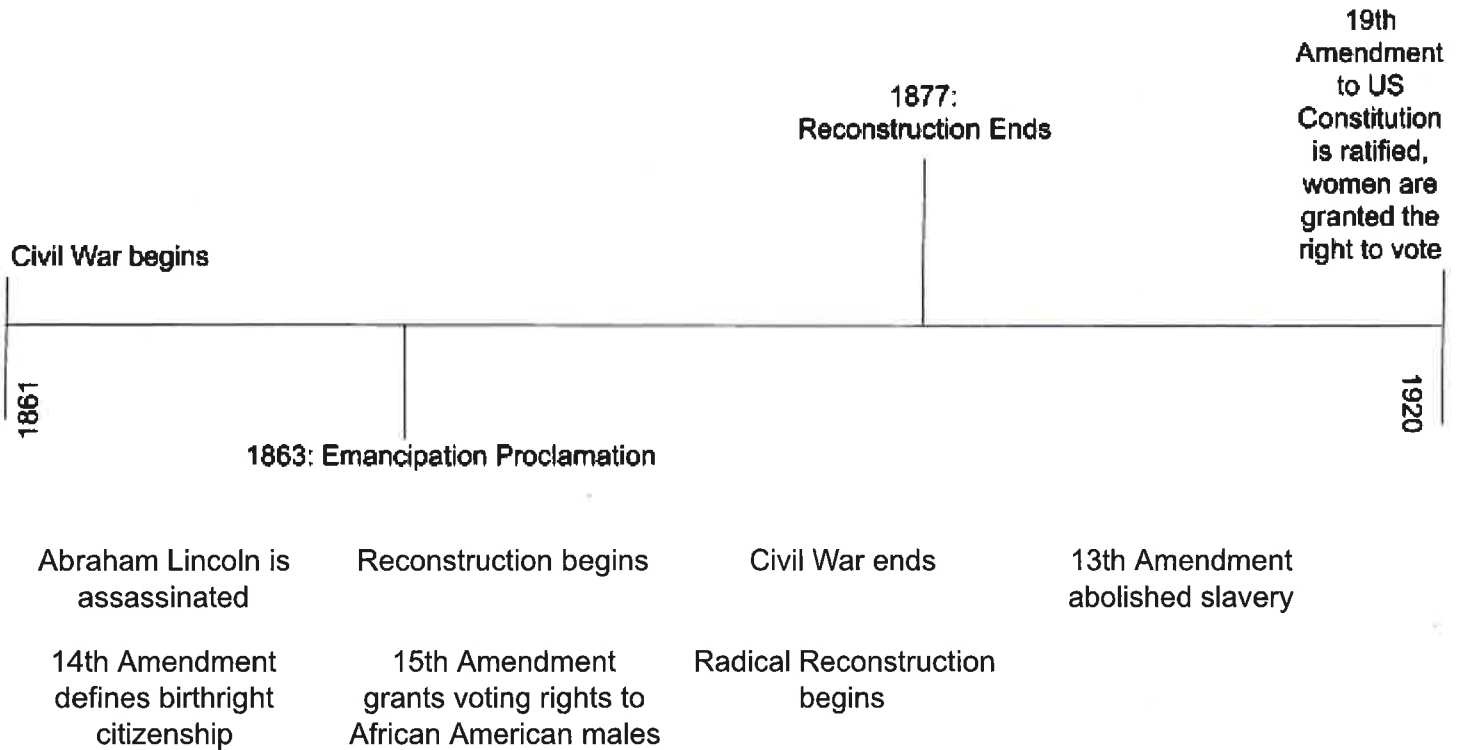 19th
Amendment
to US
Constitution
is ratified,
women are
granted the
right to vote
1877:
Reconstruction Ends
Civil War begins
1861
1920
1863: Emancipation Proclamation
Abraham Lincoln is
assassinated
Reconstruction begins
Civil War ends
13th Amendment
abolished slavery
14th Amendment
defines birthright
citizenship
15th Amendment
grants voting rights to
African American males
Radical Reconstruction
begins